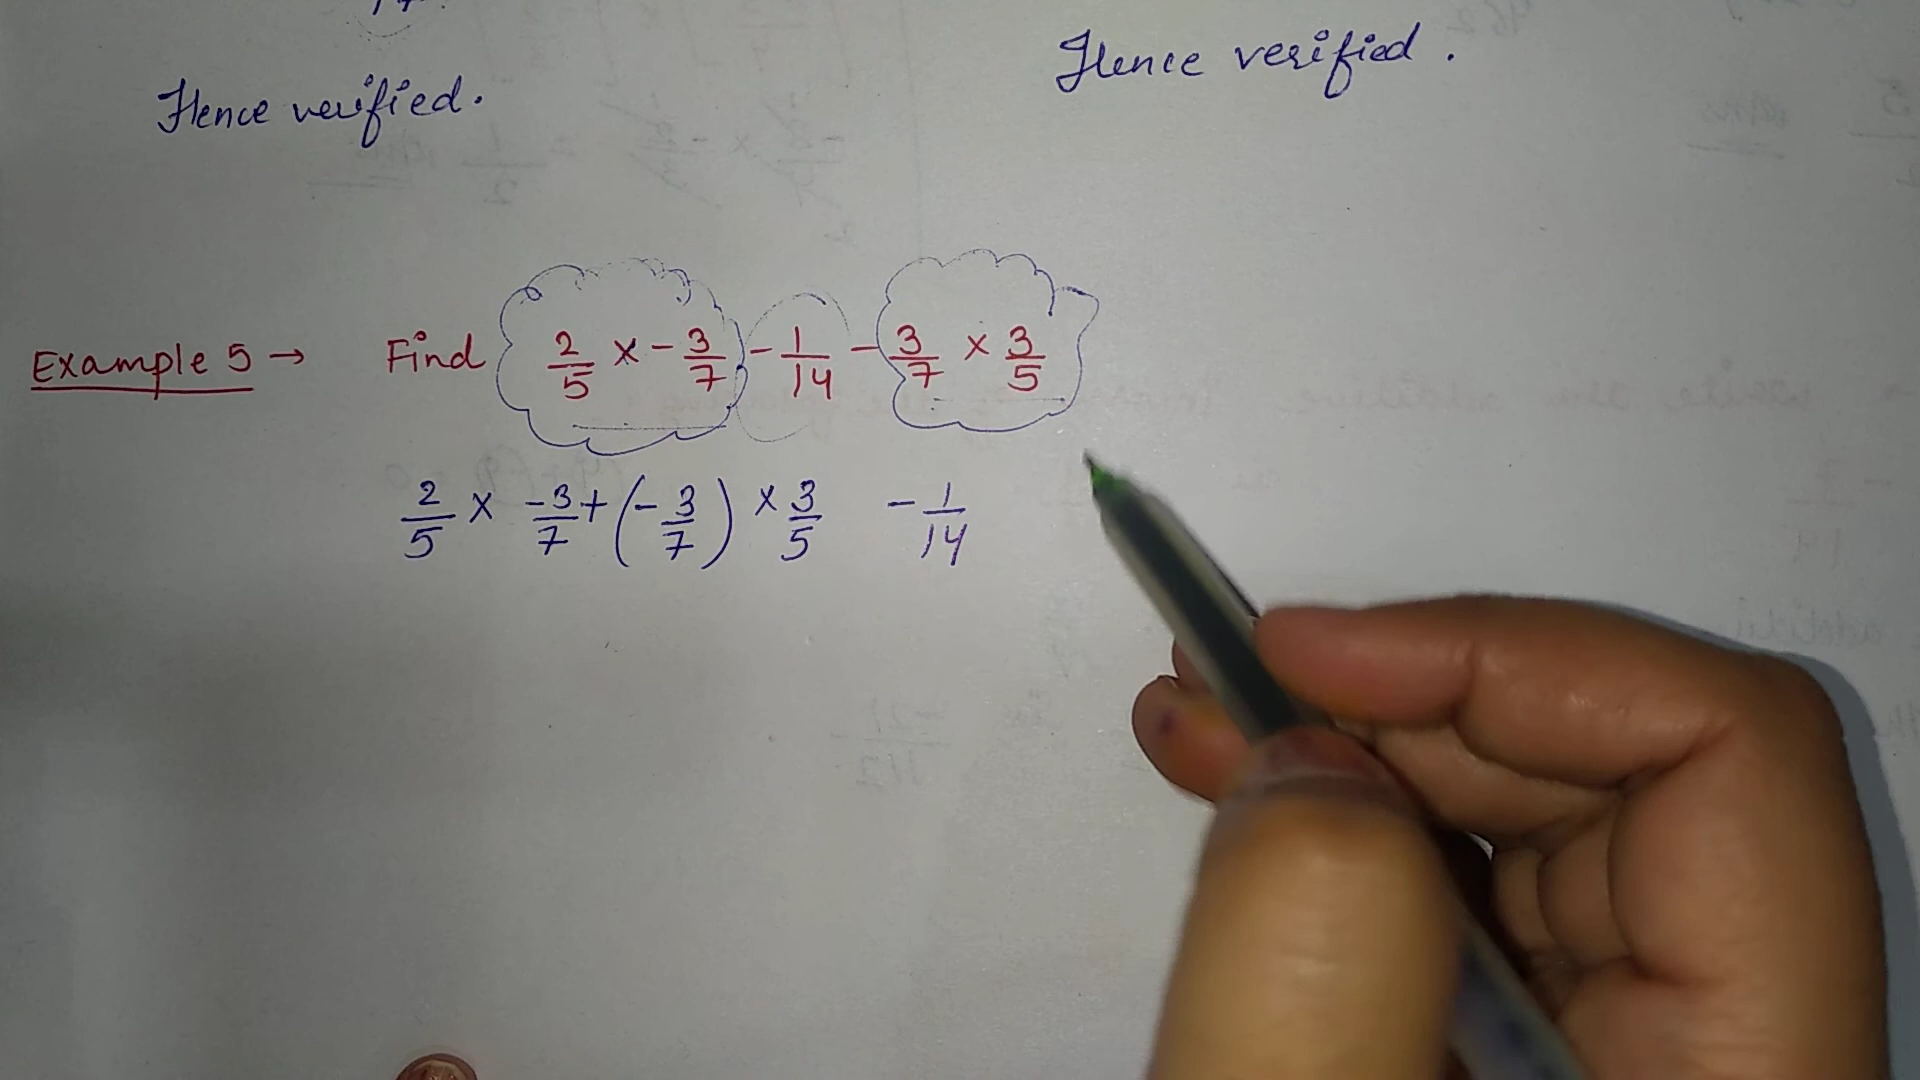 Hence verified.
Hence verified.
Example 5 → Find 2/5 × -3/7 - 1/14 - 3/7 × 3/5
2/5 × -3/7 + (-3/7) × 3/5 - 1/14